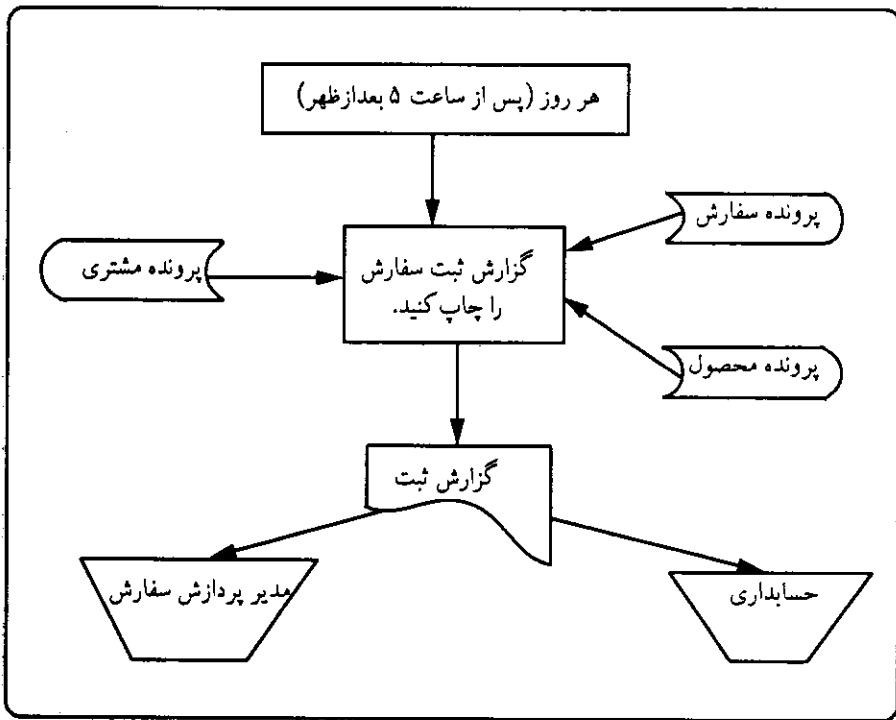 هر روز (پس از ساعت ۵ بعدازظهر)
پرونده سفارش
گزارش ثبت سفارش
را چاپ کنید.
پرونده مشتری
پرونده محصول
گزارش ثبت
حسابداری
مدیر پردازش سفارش